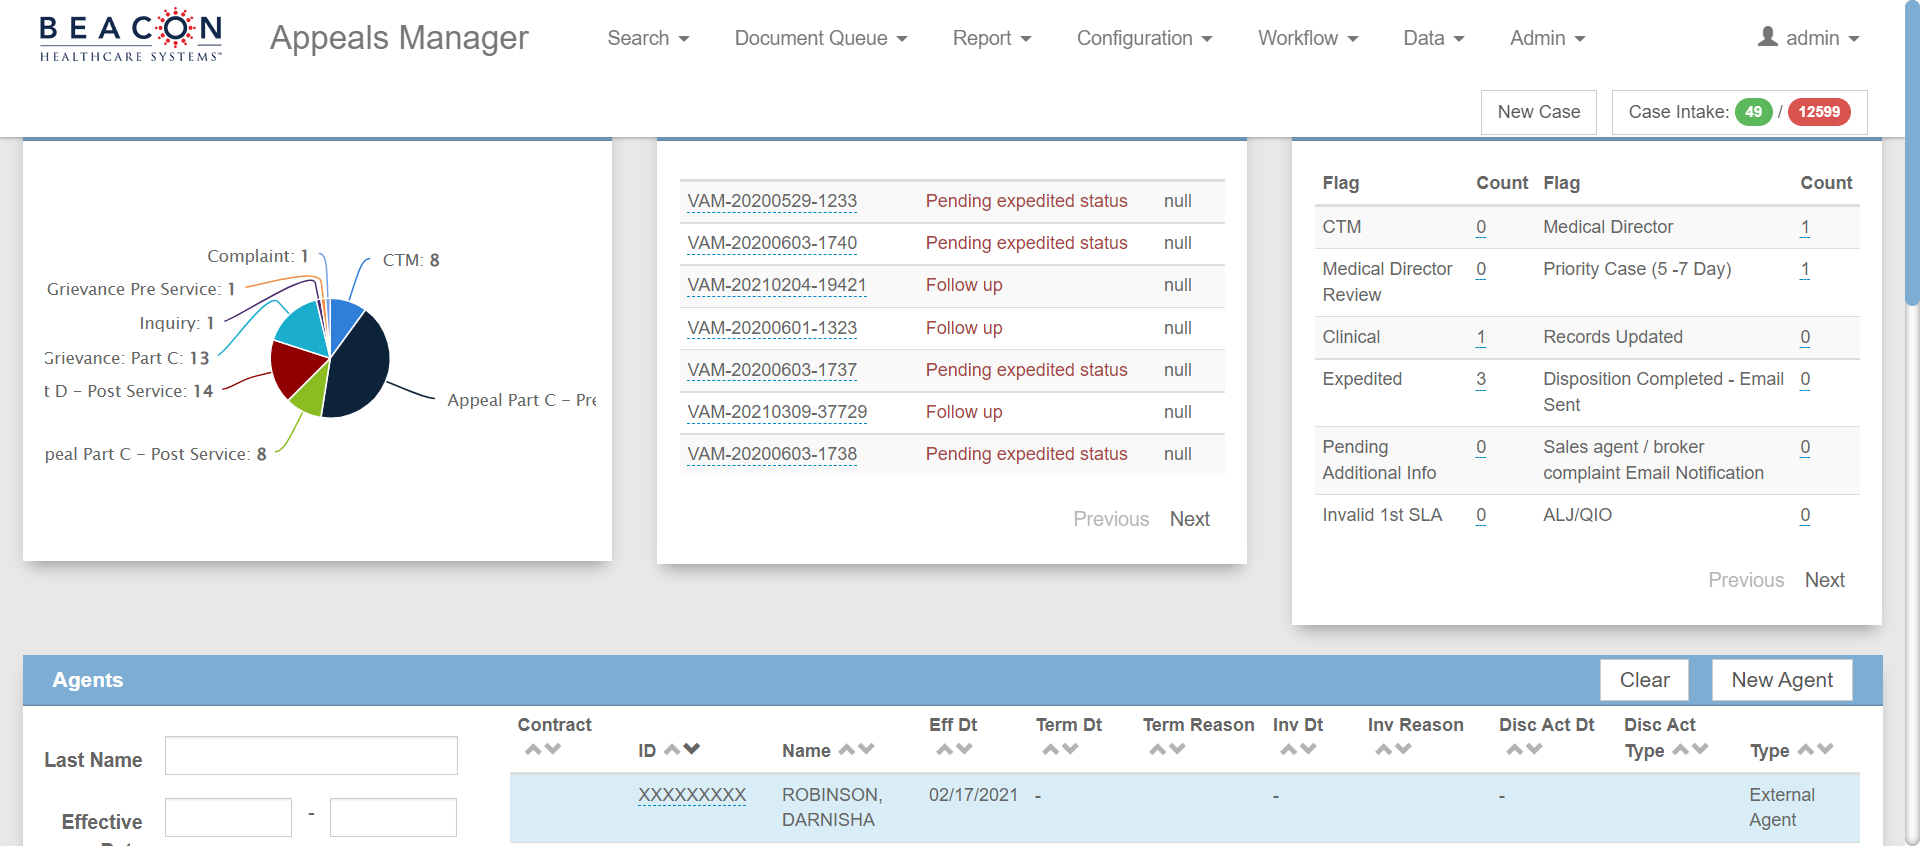 BEACON
HEALTHCARE SYSTEMS™
Appeals Manager
Search
Document Queue
Report
Configuration
Workflow
Data
Admin
admin
New Case
Case Intake: 49 / 12599
Complaint: 1
CTM: 8
Grievance Pre Service: 1
Inquiry: 1
Grievance: Part C: 13
t D - Post Service: 14
Appeal Part C - Pre
peal Part C - Post Service: 8
VAM-20200529-1233 Pending expedited status null
VAM-20200603-1740 Pending expedited status null
VAM-20210204-19421 Follow up null
VAM-20200601-1323 Follow up null
VAM-20200603-1737 Pending expedited status null
VAM-20210309-37729 Follow up null
VAM-20200603-1738 Pending expedited status null
Previous Next
Flag Count Flag Count
CTM 0 Medical Director 1
Medical Director Review 0 Priority Case (5 -7 Day) 1
Clinical 1 Records Updated 0
Expedited 3 Disposition Completed - Email Sent 0
Pending Additional Info 0 Sales agent / broker complaint Email Notification 0
Invalid 1st SLA 0 ALJ/QIO 0
Previous Next
Agents
Clear
New Agent
Last Name
Effective
-
Contract ID Name Eff Dt Term Dt Term Reason Inv Dt Inv Reason Disc Act Dt Disc Act Type Type
XXXXXXXXX ROBINSON, DARNISHA 02/17/2021 - - - External Agent